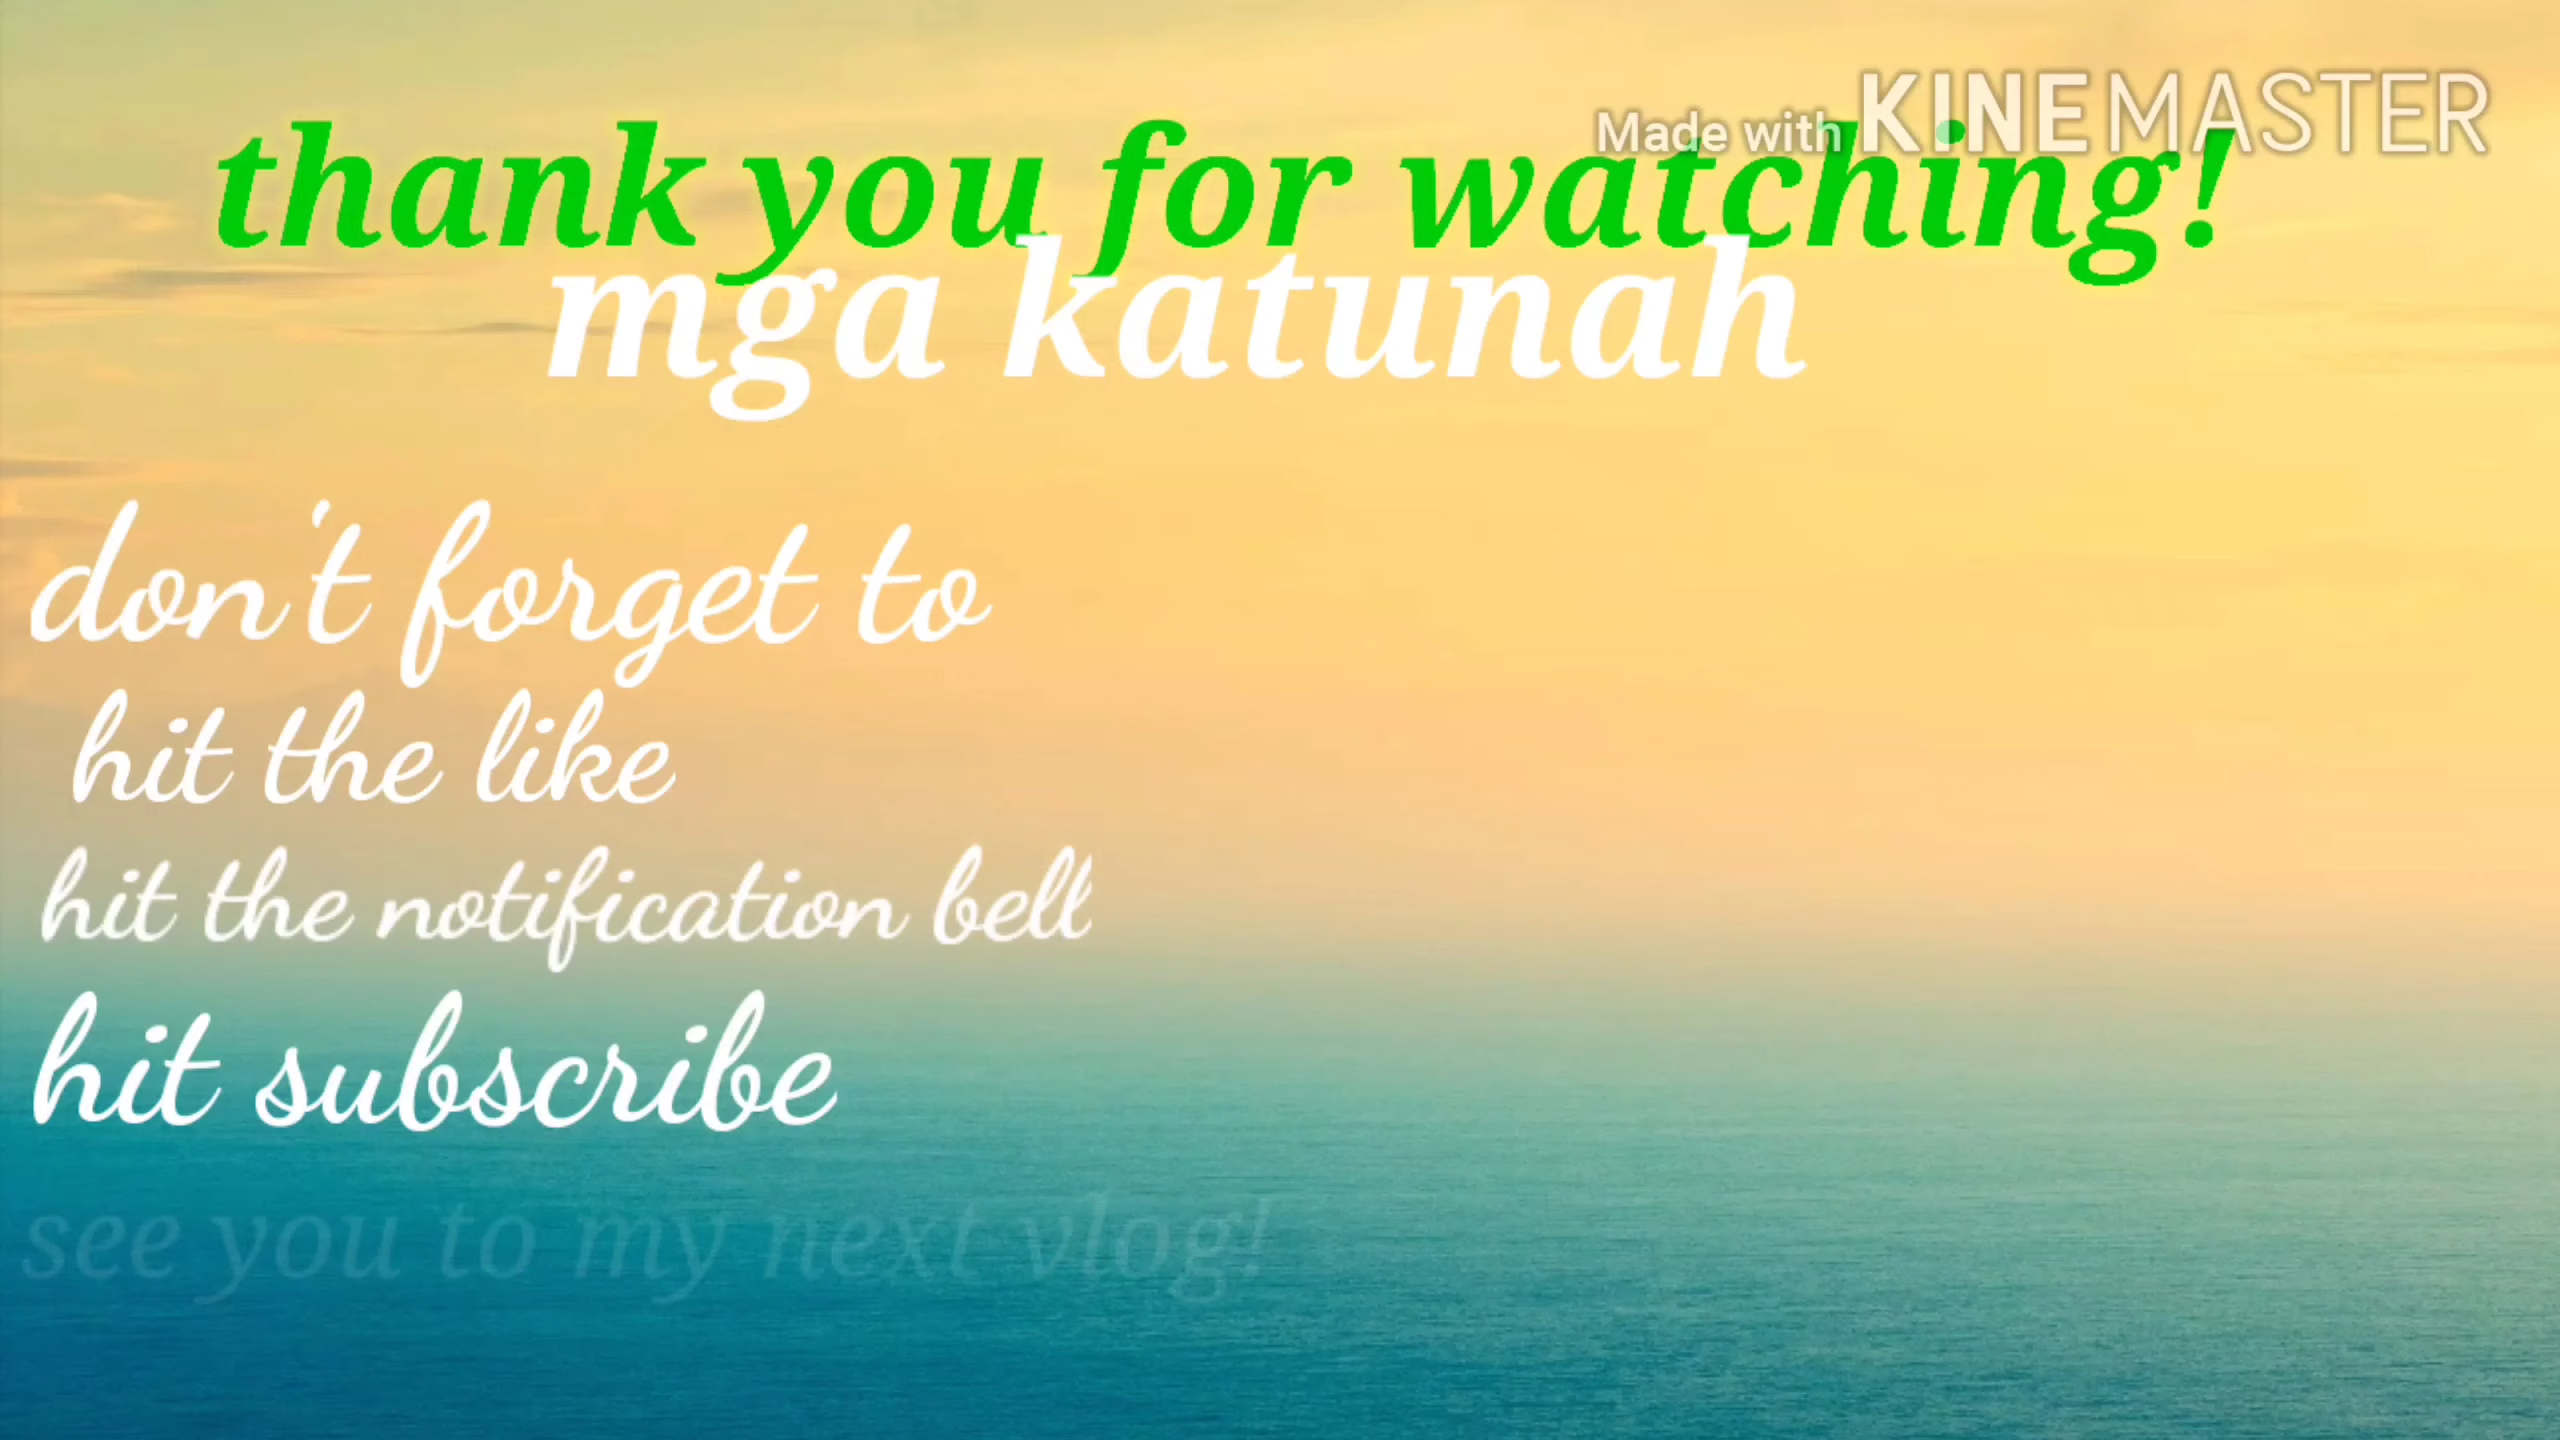 Made with KINEMASTER
thank you for watching!
mga katunah
don't forget to
hit the like
hit the notification bell
hit subscribe
see you to my next vlog!